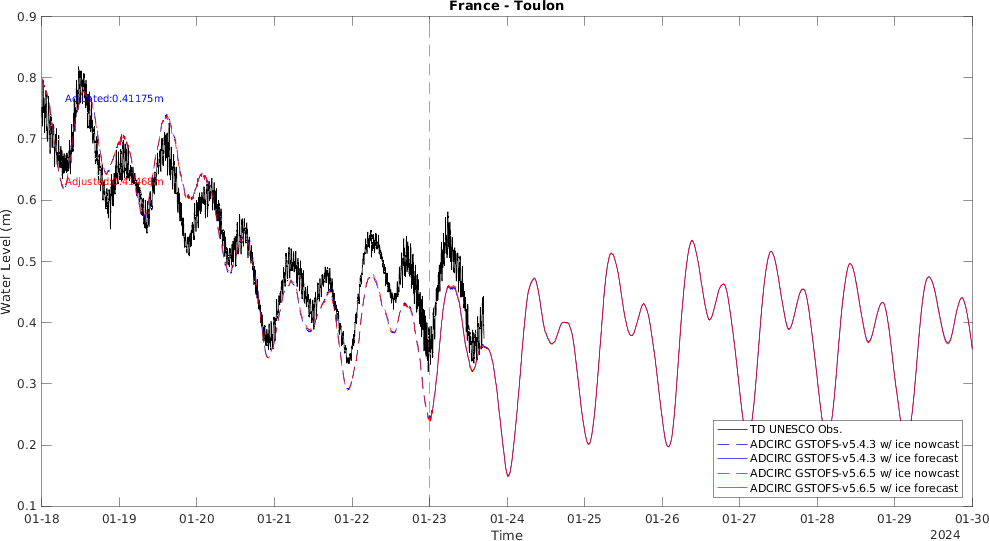 France - Toulon
0.9
0.8
0.7
0.6
0.5
0.4
0.3
0.2
0.1
Water Level (m)
Adjusted:0.41175m
01-18
01-19
01-20
01-21
01-22
01-23
01-24
01-25
01-26
01-27
01-28
01-29
01-30
Time
2024
TD UNESCO Obs.
ADCIRC GSTOFS-v5.4.3 w/ ice nowcast
ADCIRC GSTOFS-v5.4.3 w/ ice forecast
ADCIRC GSTOFS-v5.6.5 w/ ice nowcast
ADCIRC GSTOFS-v5.6.5 w/ ice forecast